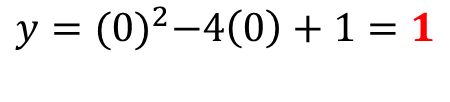 y = (0)²−4(0) + 1 = 1